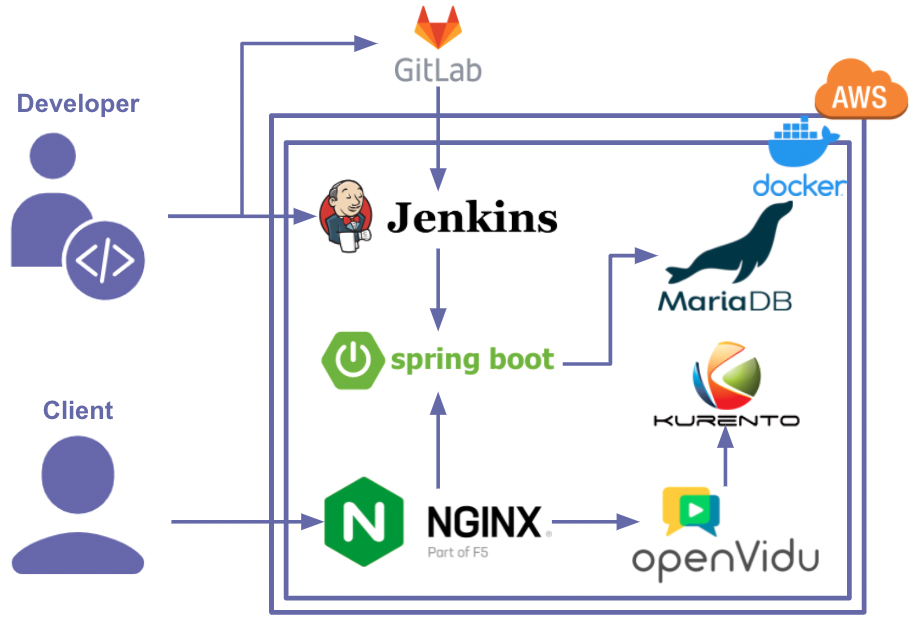 GitLab
Developer
AWS
docker
Jenkins
MariaDB
spring boot
Client
KURENTO
N
NGINX®
Part of F5
openVidu